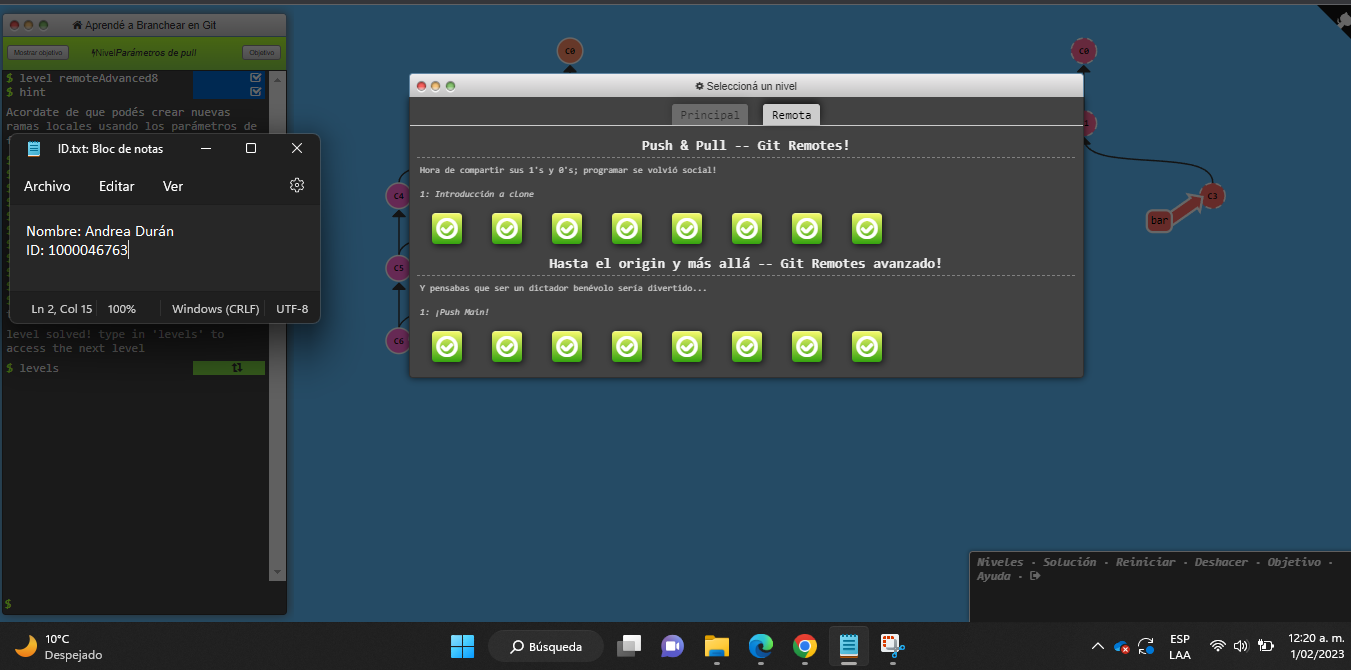 Aprendé a Branchear en Git
Mostrar objetivo
Nivel Parámetros de pull
Objetivo
$ level remoteAdvanced8
$ hint
Acordate de que podés crear nuevas
ramas locales usando los parámetros de
ID.txt: Bloc de notas
Archivo
Editar
Ver
Nombre: Andrea Durán
ID: 1000046763
Ln 2, Col 15
100%
Windows (CRLF)
UTF-8
level solved! type in 'levels' to
access the next level
$ levels
$
C0
C4
C5
C6
Seleccioná un nivel
Principal
Remota
Push & Pull -- Git Remotes!
Hora de compartir sus 1's y 0's; programar se volvió social!
1: Introducción a clone
Hasta el origin y más allá -- Git Remotes avanzado!
Y pensabas que ser un dictador benévolo sería divertido...
1: ¡Push Main!
C0
C3
bar
Niveles · Solución · Reiniciar · Deshacer · Objetivo ·
Ayuda ·
10°C
Despejado
Búsqueda
ESP
LAA
12:20 a. m.
1/02/2023